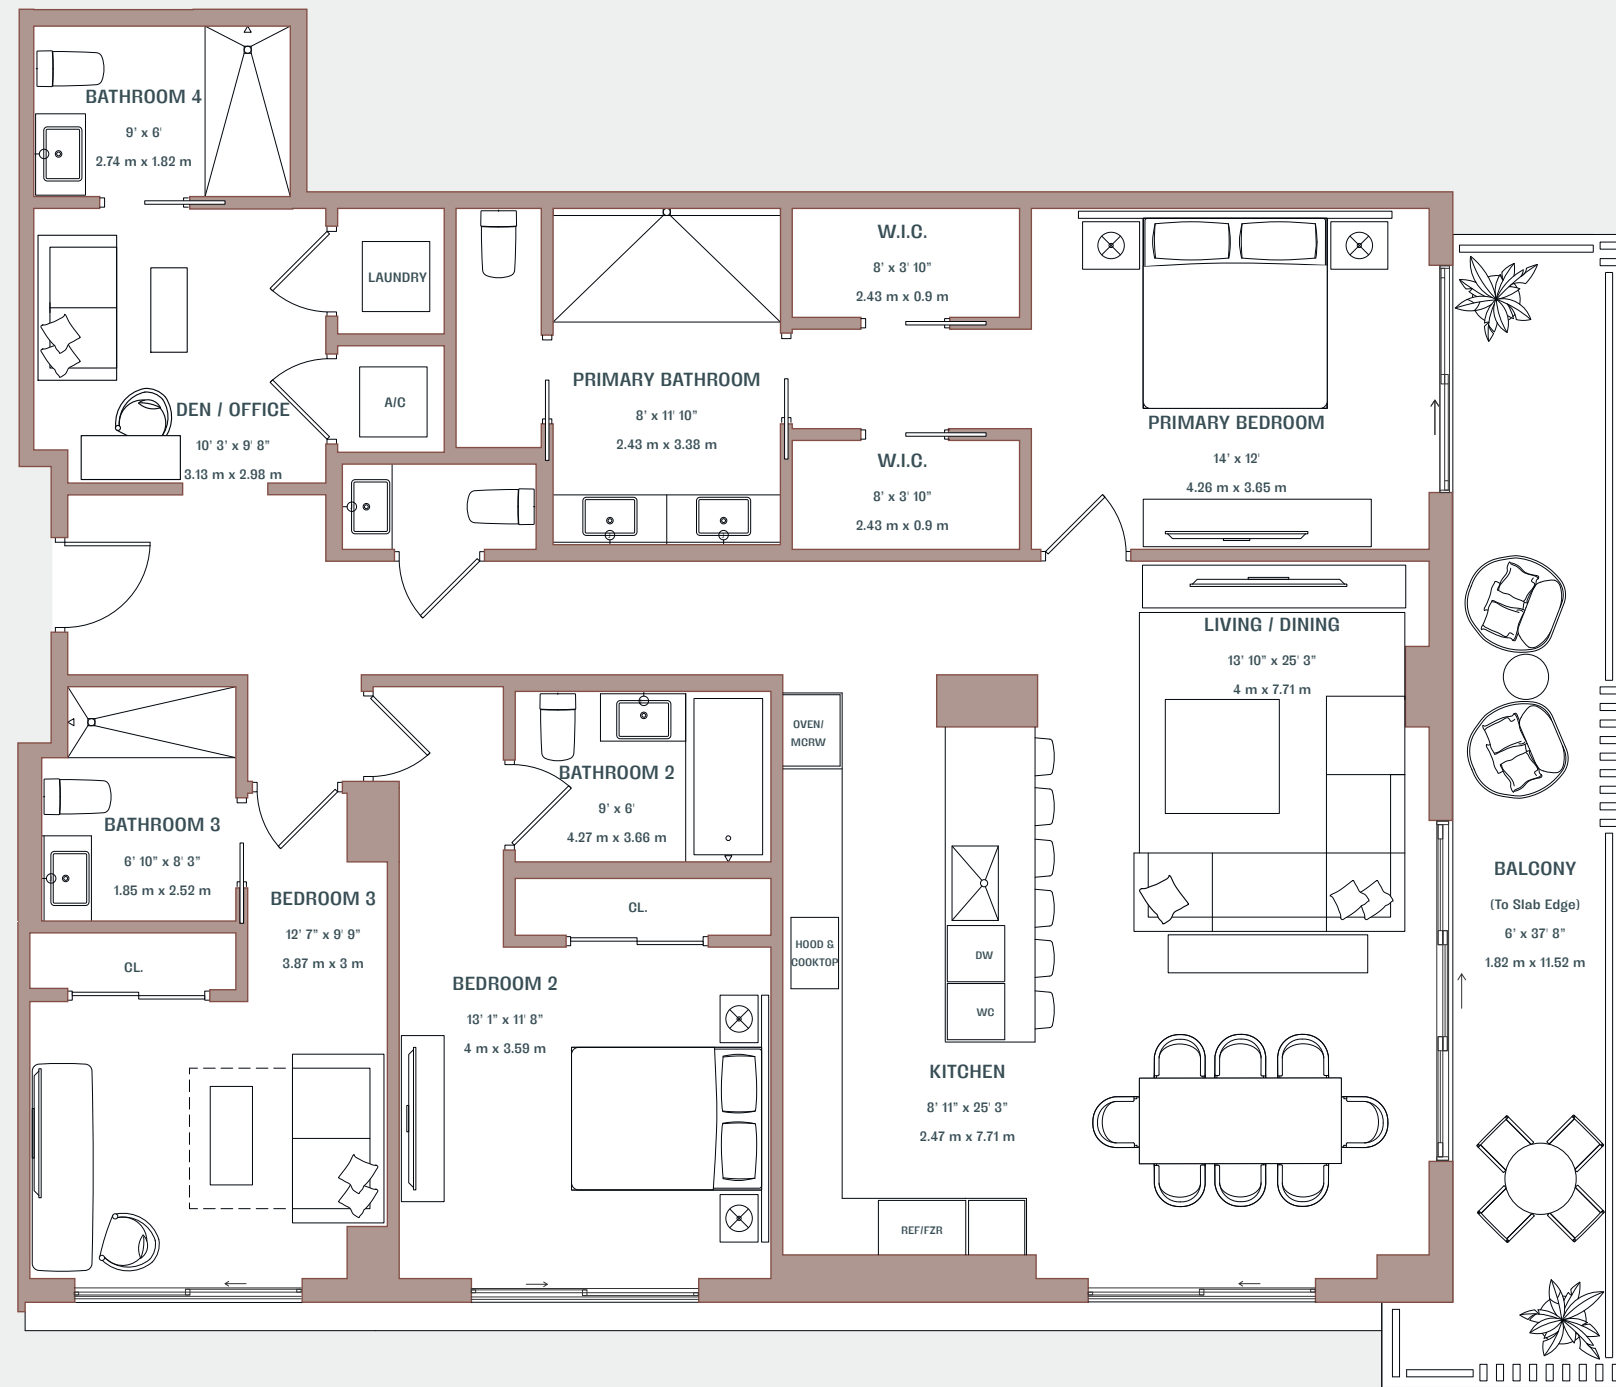 BATHROOM 4
9' x 6'
2.74 m x 1.82 m
LAUNDRY
A/C
DEN / OFFICE
10' 3' x 9' 8"
3.13 m x 2.98 m
PRIMARY BATHROOM
8' x 11' 10"
2.43 m x 3.38 m
W.I.C.
8' x 3' 10"
2.43 m x 0.9 m
W.I.C.
8' x 3' 10"
2.43 m x 0.9 m
PRIMARY BEDROOM
14' x 12'
4.26 m x 3.65 m
LIVING / DINING
13' 10" x 25' 3"
4 m x 7.71 m
BATHROOM 3
6' 10" x 8' 3"
1.85 m x 2.52 m
CL.
BEDROOM 3
12' 7" x 9' 9"
3.87 m x 3 m
BATHROOM 2
9' x 6'
4.27 m x 3.66 m
CL.
BEDROOM 2
13' 1" x 11' 8"
4 m x 3.59 m
OVEN/
MCRW
HOOD &
COOKTOP
DW
WC
KITCHEN
8' 11" x 25' 3"
2.47 m x 7.71 m
REF/FZR
BALCONY
(To Slab Edge)
6' x 37' 8"
1.82 m x 11.52 m